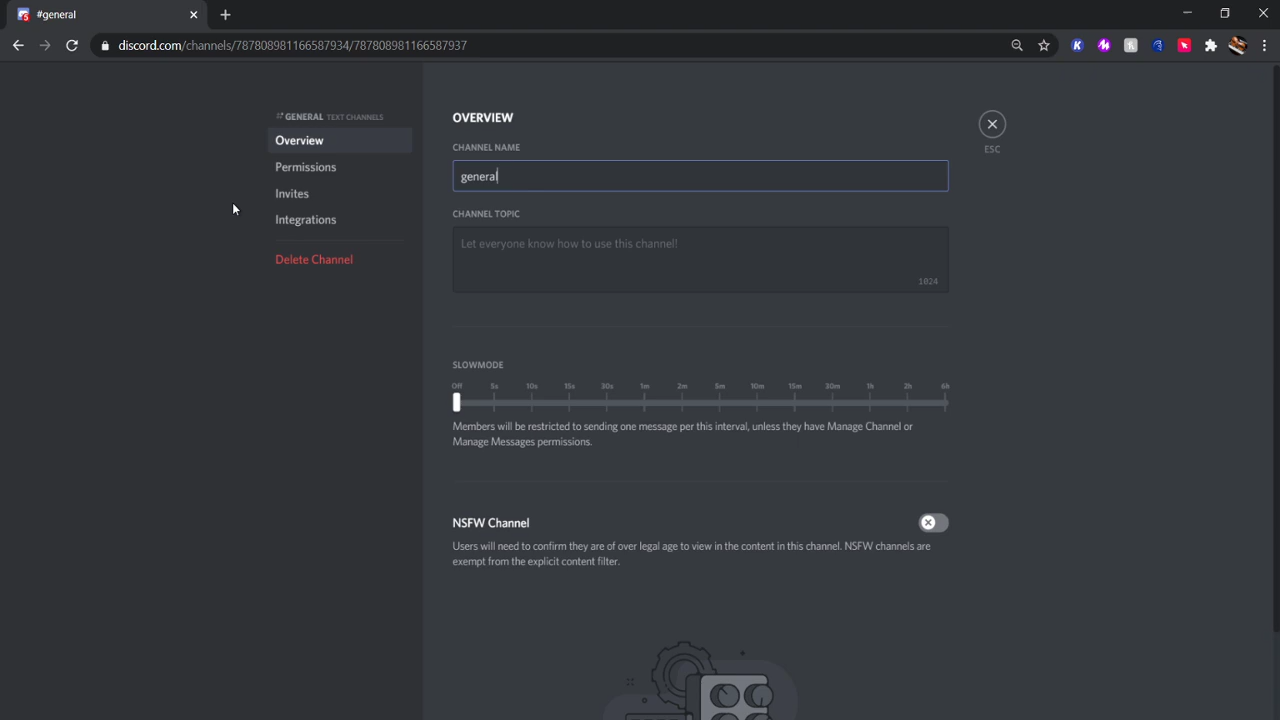 #general
discord.com/channels/787808981166587934/787808981166587937
GENERAL TEXT CHANNELS
Overview
Permissions
Invites
Integrations
Delete Channel
OVERVIEW
ESC
CHANNEL NAME
general
CHANNEL TOPIC
Let everyone know how to use this channel!
1024
SLOWMODE
Off 5s 10s 15s 30s 1m 2m 5m 10m 15m 30m 1h 2h 6h
Members will be restricted to sending one message per this interval, unless they have Manage Channel or
Manage Messages permissions.
NSFW Channel
Users will need to confirm they are of over legal age to view in the content in this channel. NSFW channels are
exempt from the explicit content filter.